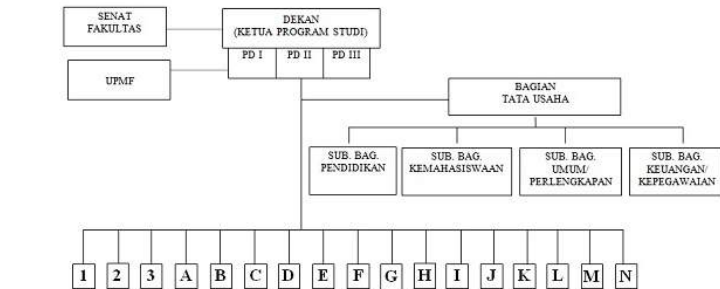 SENAT
FAKULTAS
DEKAN
(KETUA PROGRAM STUDI)
PD I PD II PD III
UPMF
BAGIAN
TATA USAHA
SUB. BAG.
PENDIDIKAN
SUB. BAG.
KEMAHASISWAAN
SUB. BAG.
UMUM/
PERLENGKAPAN
SUB. BAG.
KEUANGAN/
KEPEGAWAIAN
1 2 3 A B C D E F G H I J K L M N